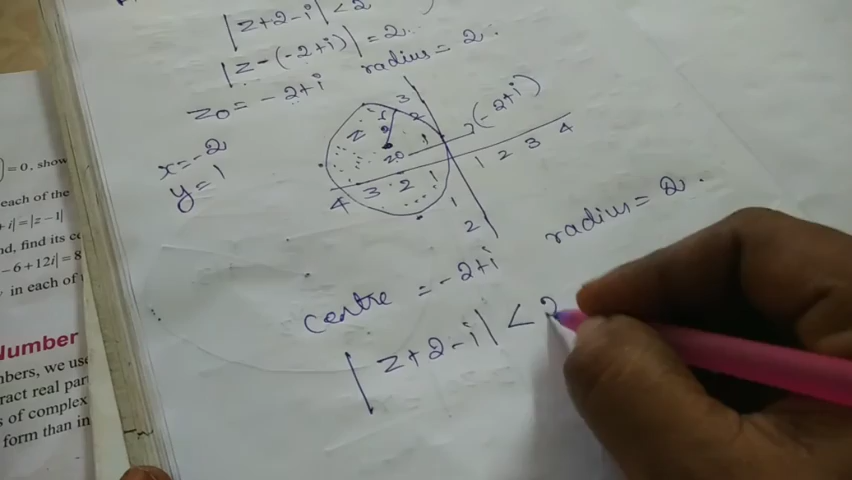 |z+2-i| < 2
|z-(-2+i)| = 2
z0 = -2+i radius = 2
x=-2
y=1
3
2
1
z
z0
(-2+i)
4 3 2 1 1 2 3 4
1
2
centre = -2+i radius = 2
|z+2-i| < 2
) = 0, show
each of the
+ i| = |z - 1|
nd, find its ce
- 6 + 12i| = 8
y in each of
Number
mbers, we use
tract real par
s of complex
form than in